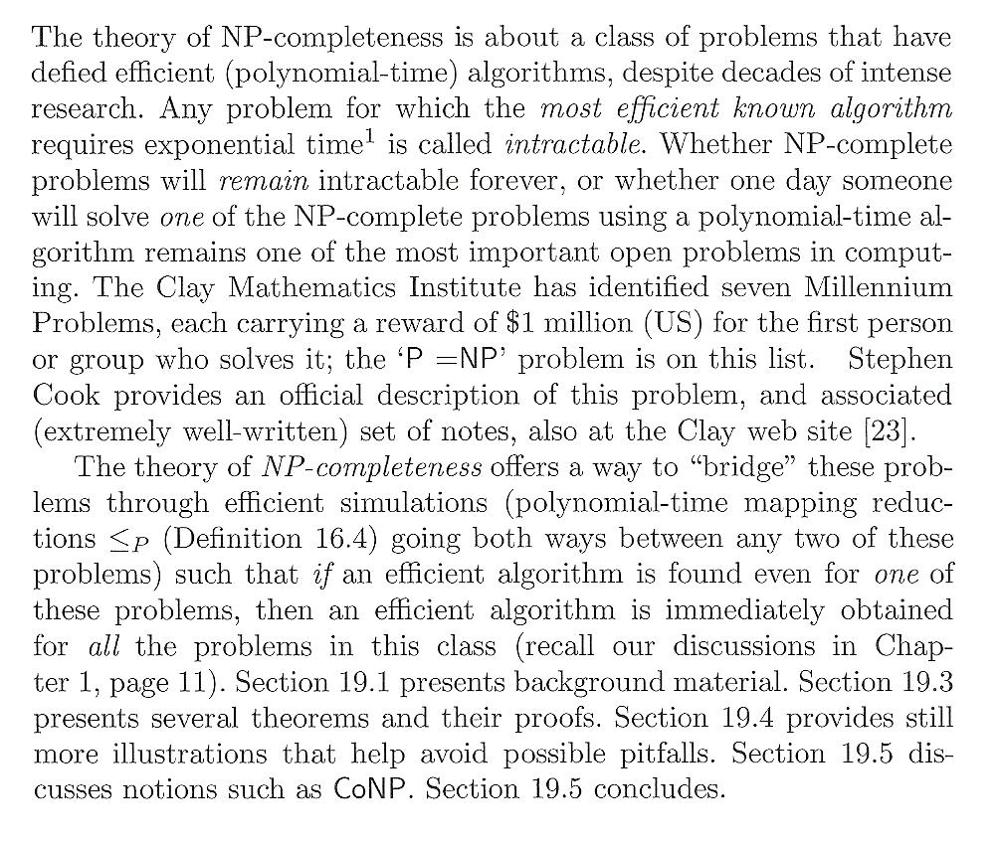 The theory of NP-completeness is about a class of problems that have
defied efficient (polynomial-time) algorithms, despite decades of intense
research. Any problem for which the most efficient known algorithm
requires exponential time¹ is called intractable. Whether NP-complete
problems will remain intractable forever, or whether one day someone
will solve one of the NP-complete problems using a polynomial-time al-
gorithm remains one of the most important open problems in comput-
ing. The Clay Mathematics Institute has identified seven Millennium
Problems, each carrying a reward of $1 million (US) for the first person
or group who solves it; the ‘P =NP’ problem is on this list. Stephen
Cook provides an official description of this problem, and associated
(extremely well-written) set of notes, also at the Clay web site [23].
The theory of NP-completeness offers a way to “bridge” these prob-
lems through efficient simulations (polynomial-time mapping reduc-
tions ≤P (Definition 16.4) going both ways between any two of these
problems) such that if an efficient algorithm is found even for one of
these problems, then an efficient algorithm is immediately obtained
for all the problems in this class (recall our discussions in Chap-
ter 1, page 11). Section 19.1 presents background material. Section 19.3
presents several theorems and their proofs. Section 19.4 provides still
more illustrations that help avoid possible pitfalls. Section 19.5 dis-
cusses notions such as CoNP. Section 19.5 concludes.